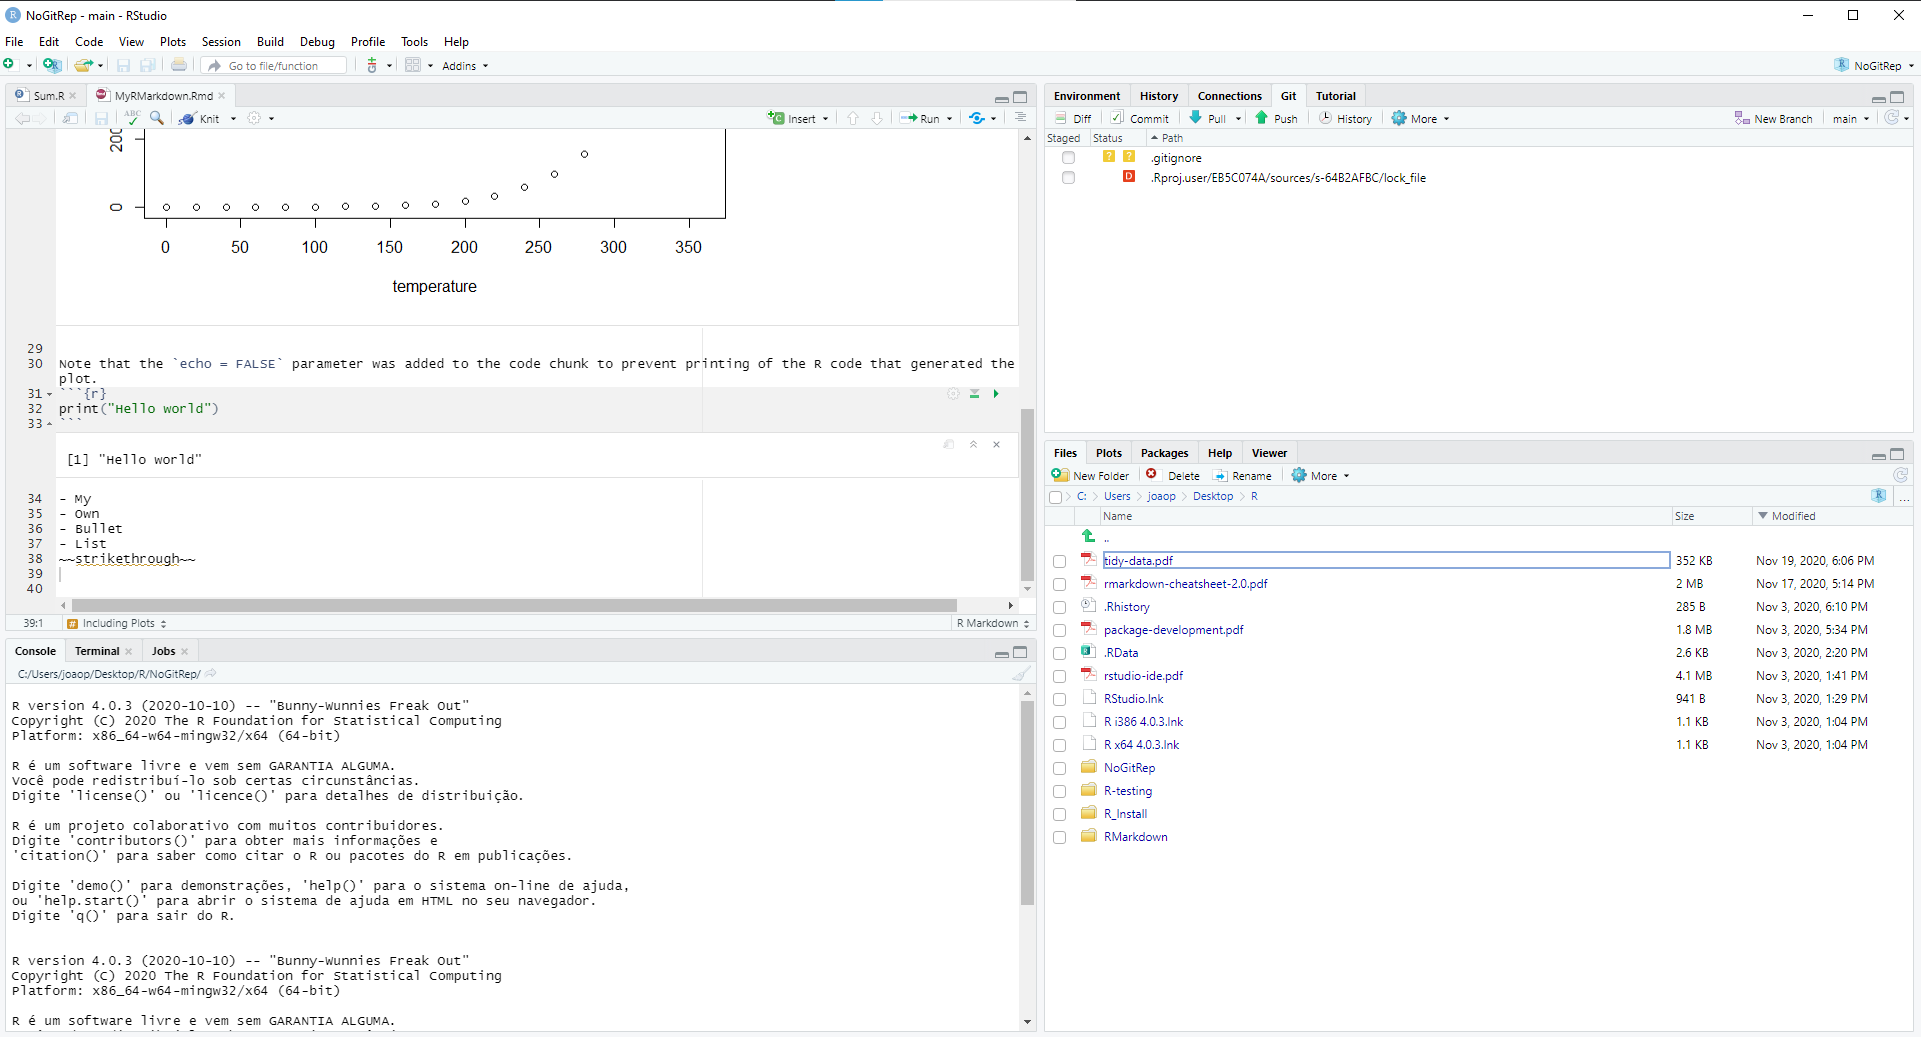 NoGitRep - main - RStudio
File Edit Code View Plots Session Build Debug Profile Tools Help
Go to file/function Addins NoGitRep
Sum.R MyRMarkdown.Rmd
Knit Insert Run
200
0
0 50 100 150 200 250 300 350
temperature
29
30 Note that the `echo = FALSE` parameter was added to the code chunk to prevent printing of the R code that generated the
plot.
31 ```{r}
32 print("Hello world")
33 ```
[1] "Hello world"
34 - My
35 - Own
36 - Bullet
37 - List
38 ~~strikethrough~~
39
40
39:1 # Including Plots R Markdown
Console Terminal Jobs
C:/Users/joaop/Desktop/R/NoGitRep/
R version 4.0.3 (2020-10-10) -- "Bunny-Wunnies Freak Out"
Copyright (C) 2020 The R Foundation for Statistical Computing
Platform: x86_64-w64-mingw32/x64 (64-bit)
R é um software livre e vem sem GARANTIA ALGUMA.
Você pode redistribuí-lo sob certas circunstâncias.
Digite 'license()' ou 'licence()' para detalhes de distribuição.
R é um projeto colaborativo com muitos contribuidores.
Digite 'contributors()' para obter mais informações e
'citation()' para saber como citar o R ou pacotes do R em publicações.
Digite 'demo()' para demonstrações, 'help()' para o sistema on-line de ajuda,
ou 'help.start()' para abrir o sistema de ajuda em HTML no seu navegador.
Digite 'q()' para sair do R.
R version 4.0.3 (2020-10-10) -- "Bunny-Wunnies Freak Out"
Copyright (C) 2020 The R Foundation for Statistical Computing
Platform: x86_64-w64-mingw32/x64 (64-bit)
R é um software livre e vem sem GARANTIA ALGUMA.
Environment History Connections Git Tutorial
Diff Commit Pull Push History More New Branch main
Staged Status Path
? ? .gitignore
D .Rproj.user/EB5C074A/sources/s-64B2AFBC/lock_file
Files Plots Packages Help Viewer
New Folder Delete Rename More
C: Users joaop Desktop R ...
Name Size Modified
..
tidy-data.pdf 352 KB Nov 19, 2020, 6:06 PM
rmarkdown-cheatsheet-2.0.pdf 2 MB Nov 17, 2020, 5:14 PM
.Rhistory 285 B Nov 3, 2020, 6:10 PM
package-development.pdf 1.8 MB Nov 3, 2020, 5:34 PM
.RData 2.6 KB Nov 3, 2020, 2:20 PM
rstudio-ide.pdf 4.1 MB Nov 3, 2020, 1:41 PM
RStudio.lnk 941 B Nov 3, 2020, 1:29 PM
R i386 4.0.3.lnk 1.1 KB Nov 3, 2020, 1:04 PM
R x64 4.0.3.lnk 1.1 KB Nov 3, 2020, 1:04 PM
NoGitRep
R-testing
R_Install
RMarkdown